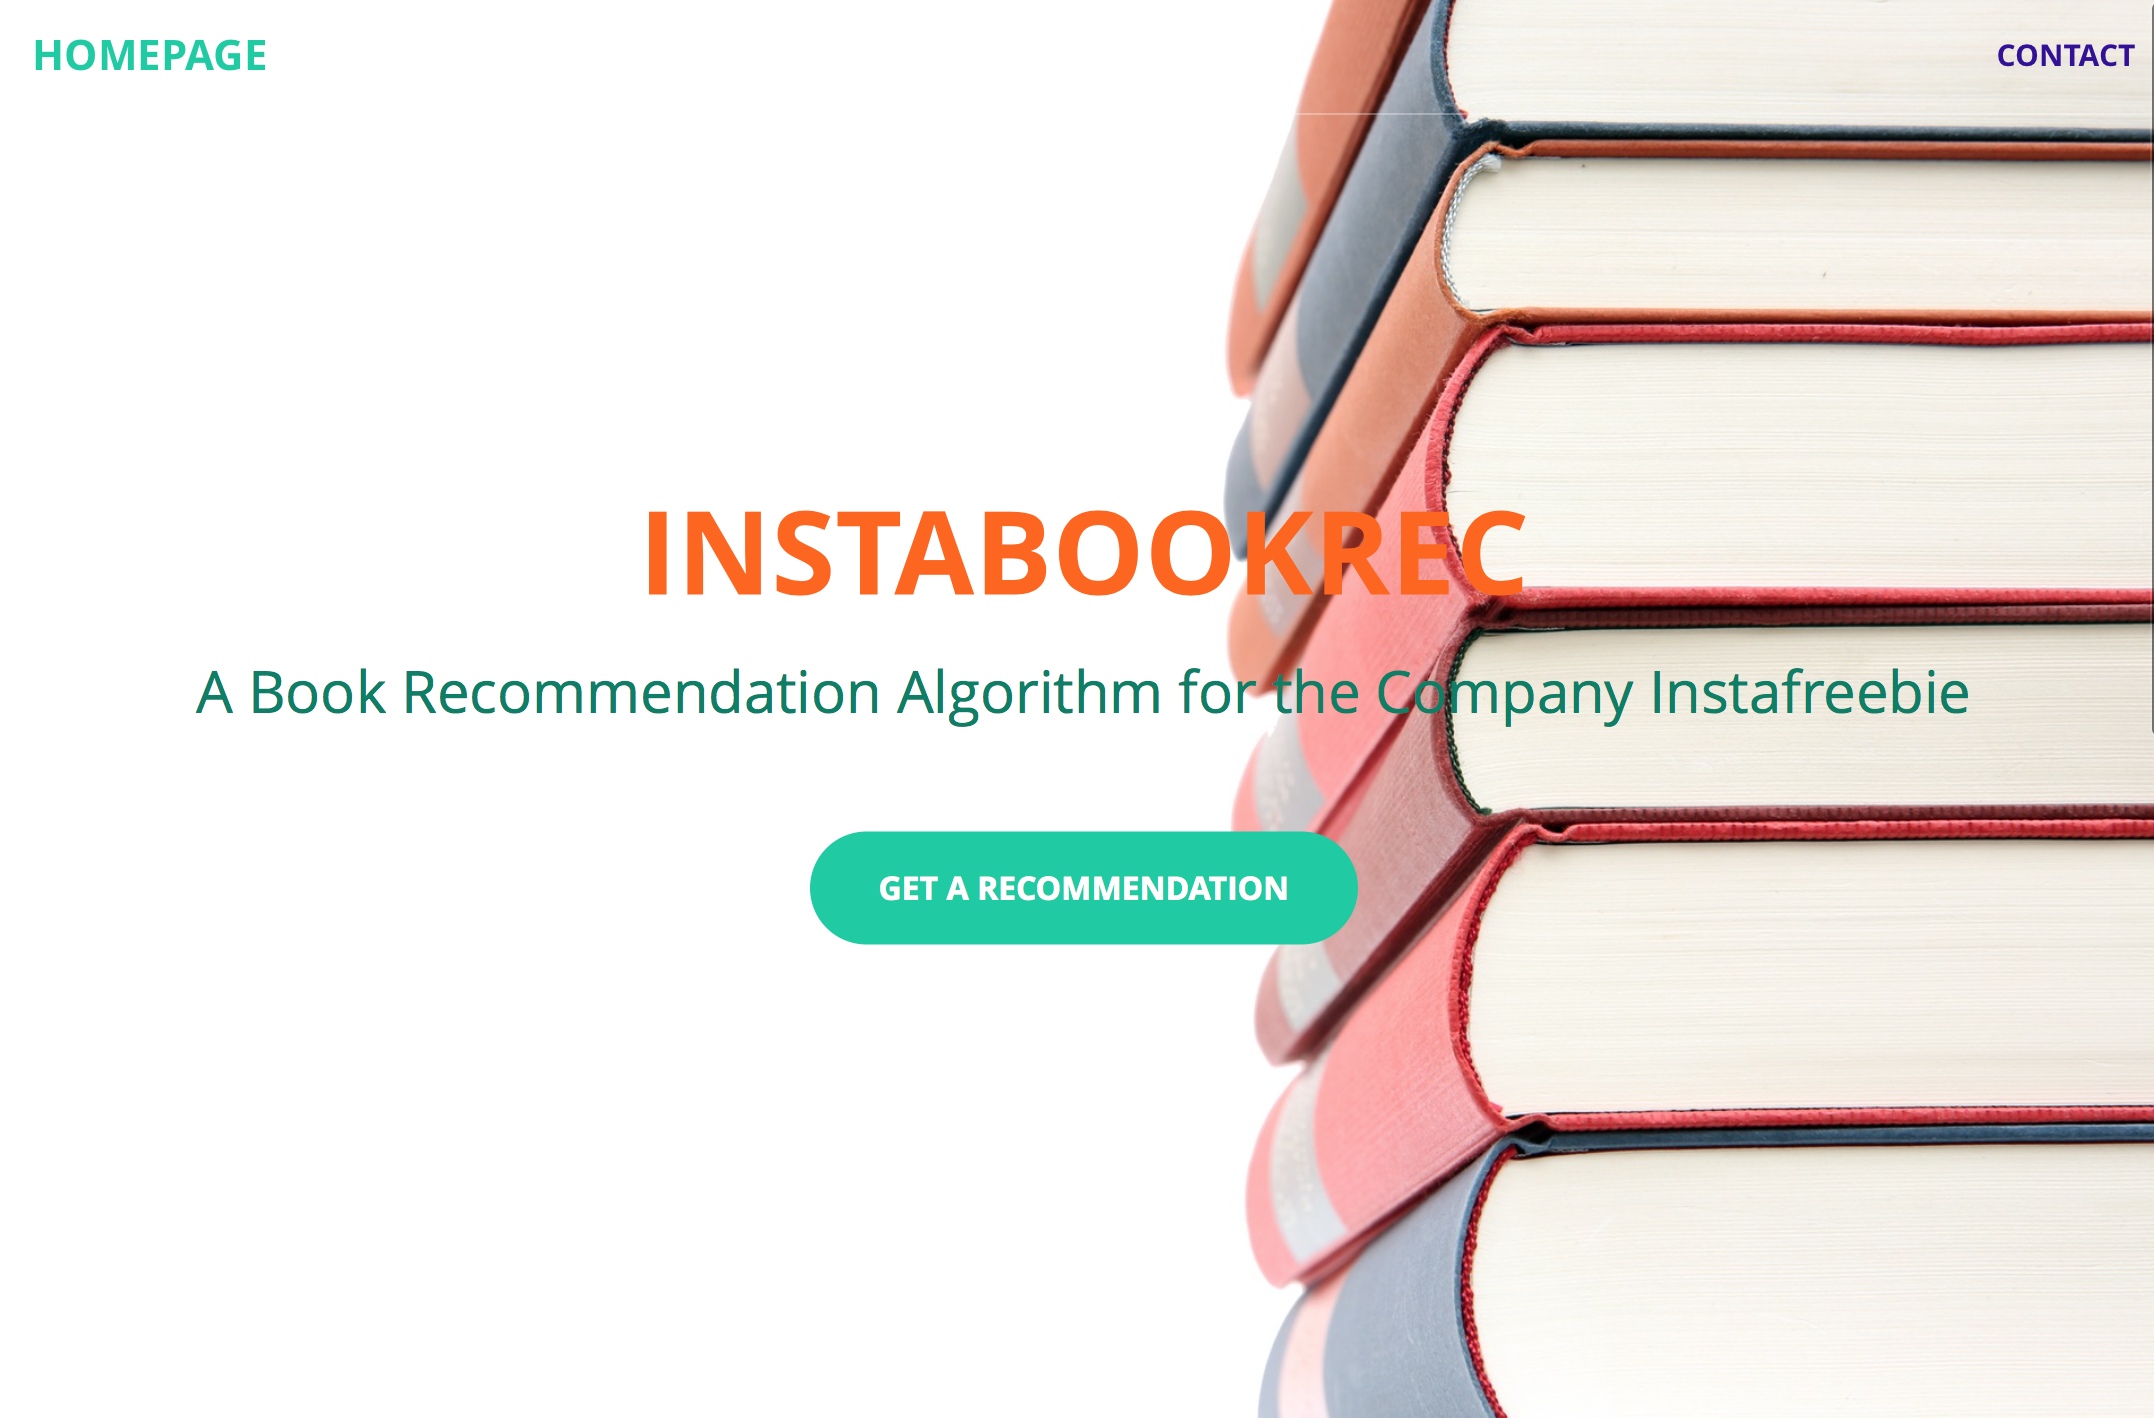 HOMEPAGE
CONTACT
INSTABOOKREC
A Book Recommendation Algorithm for the Company Instafreebie
GET A RECOMMENDATION